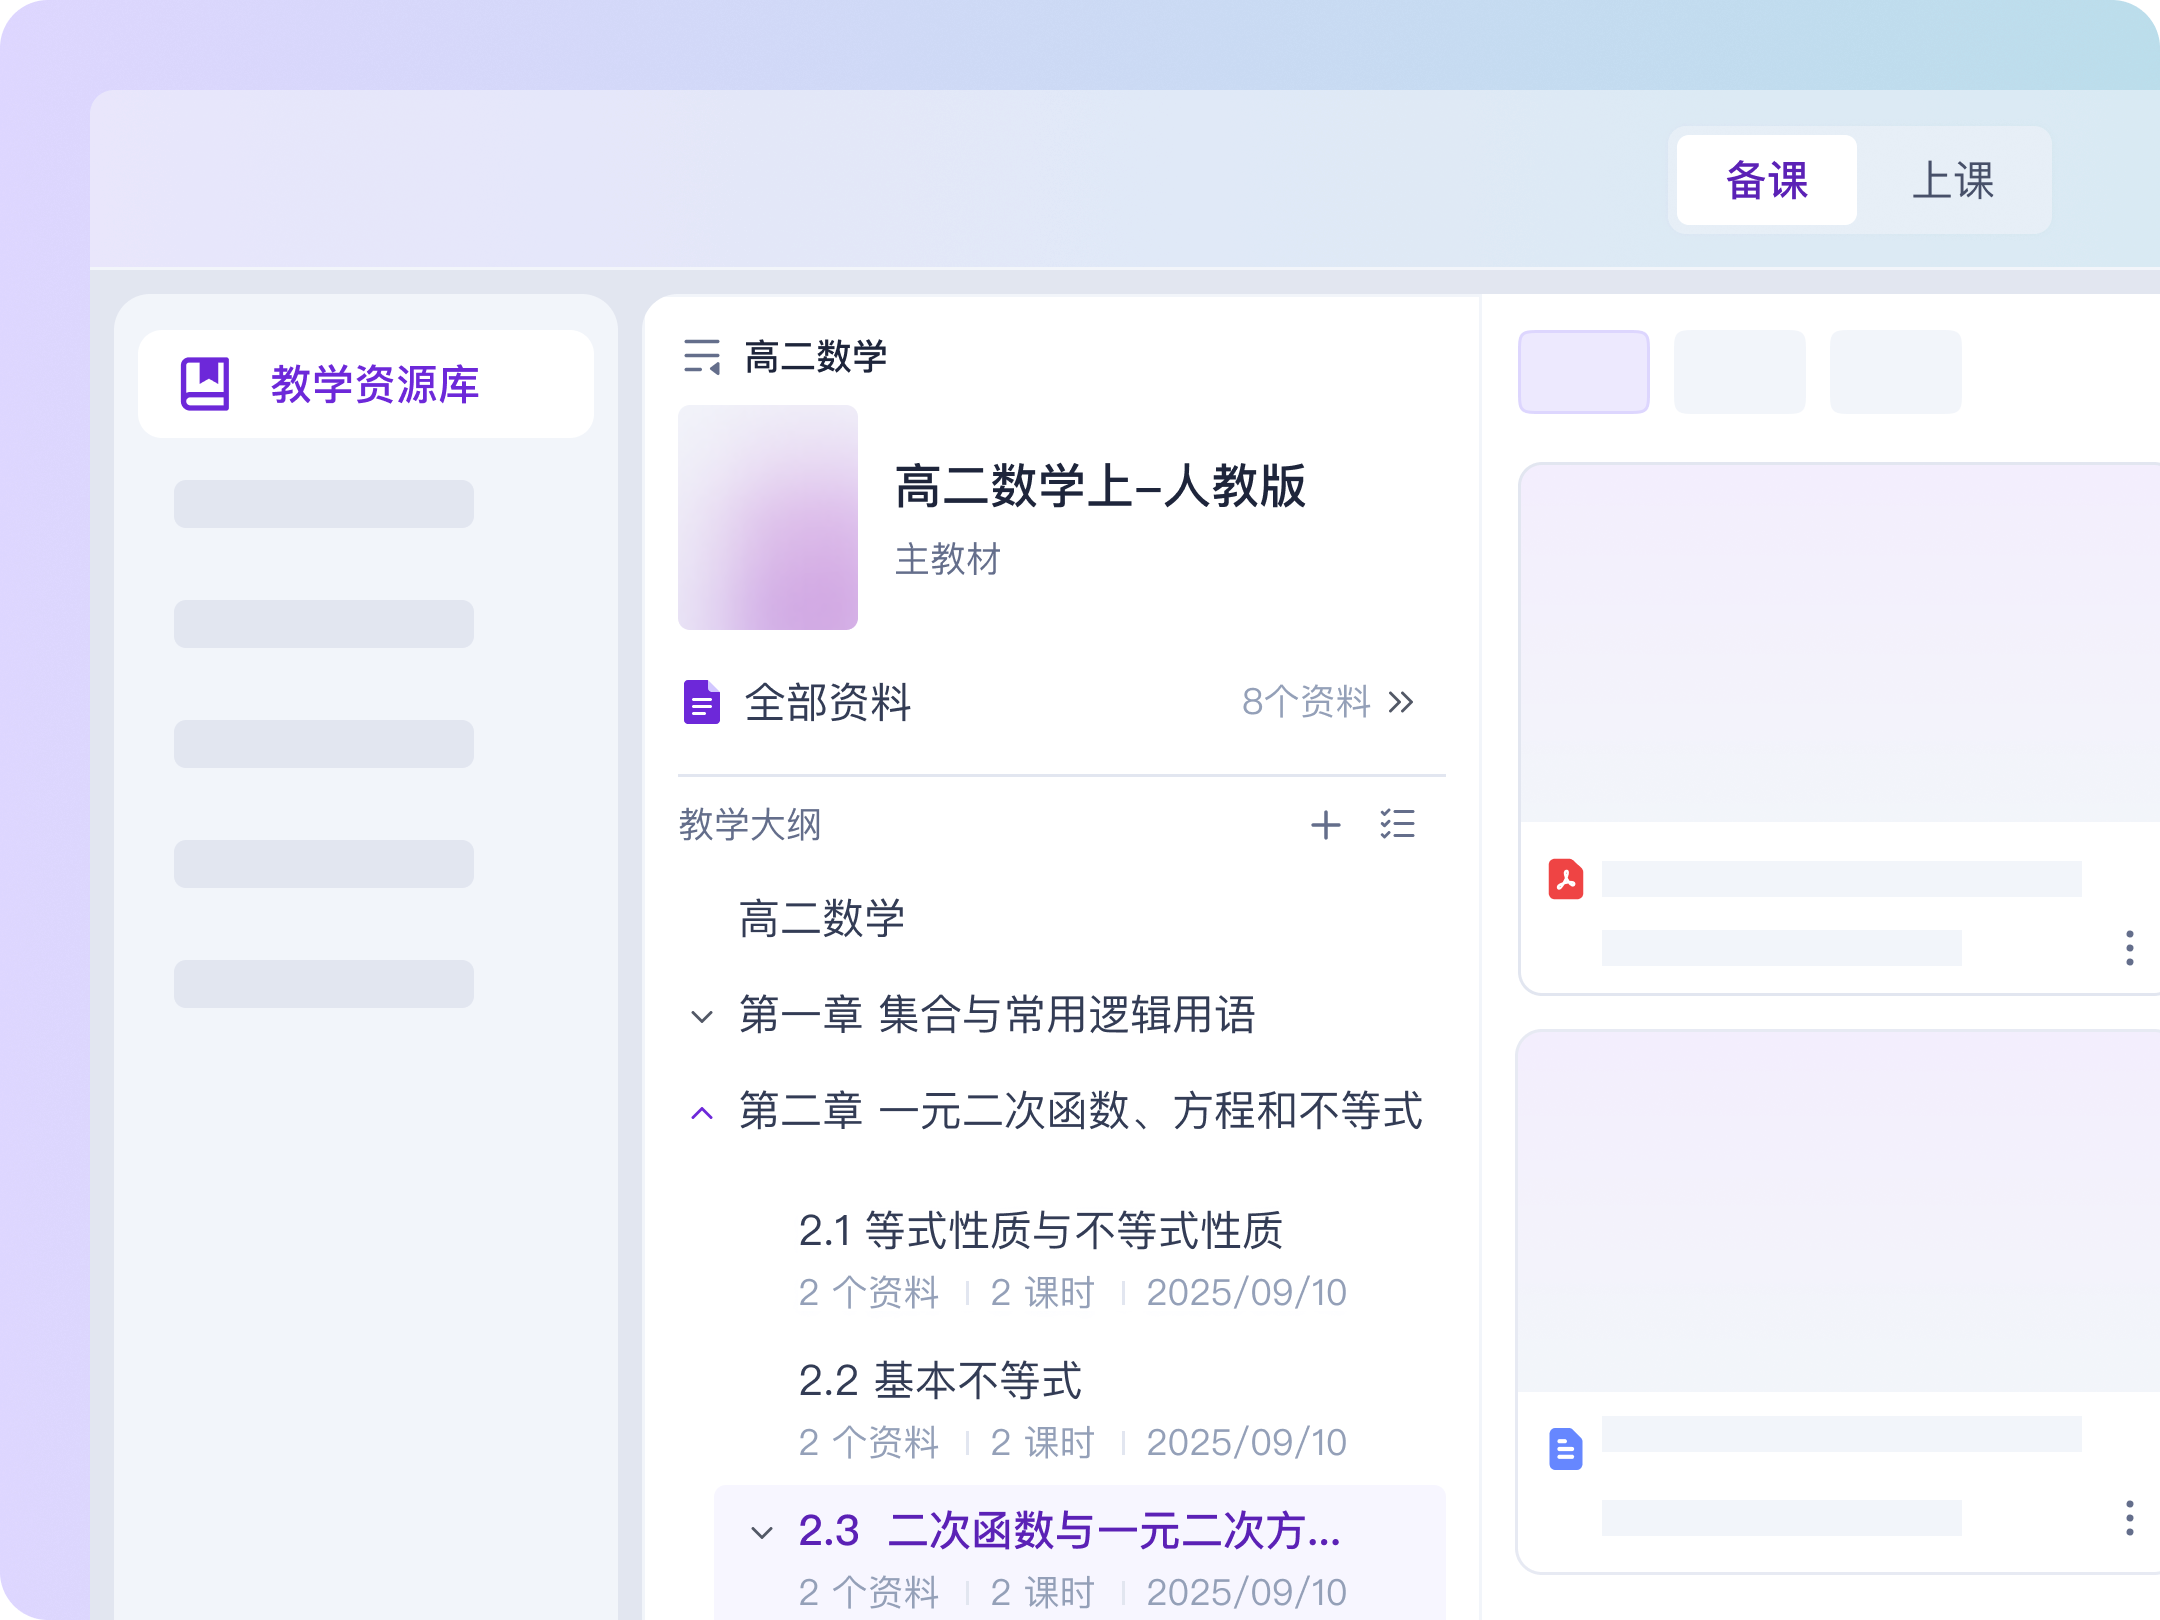 备课 上课
教学资源库
高二数学
高二数学上-人教版
主教材
全部资料 8个资料
教学大纲
高二数学
第一章 集合与常用逻辑用语
第二章 一元二次函数、方程和不等式
2.1 等式性质与不等式性质
2 个资料 2 课时 2025/09/10
2.2 基本不等式
2 个资料 2 课时 2025/09/10
2.3 二次函数与一元二次方...
2 个资料 2 课时 2025/09/10